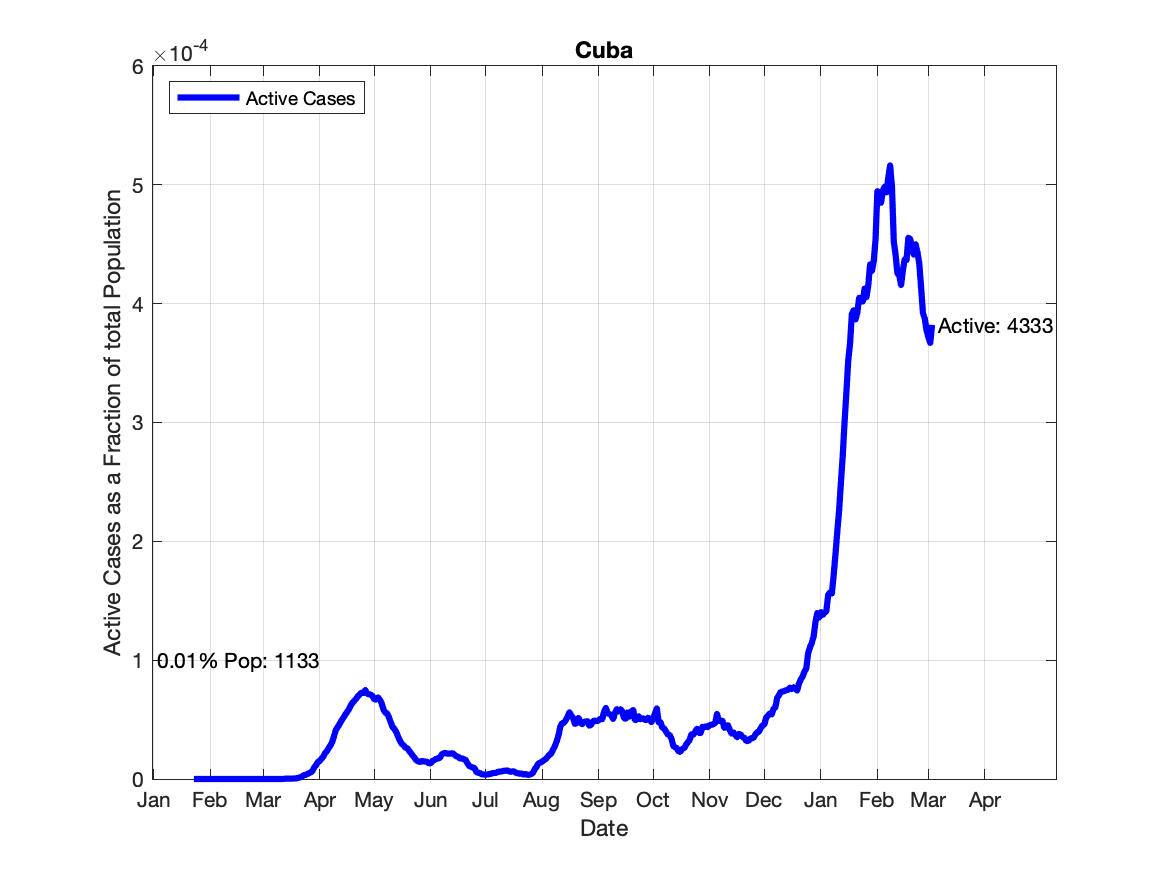 Cuba
×10⁻⁴
6
5
4
3
2
1
0
Active Cases
Active Cases as a Fraction of total Population
Active: 4333
0.01% Pop: 1133
Jan Feb Mar Apr May Jun Jul Aug Sep Oct Nov Dec Jan Feb Mar Apr
Date